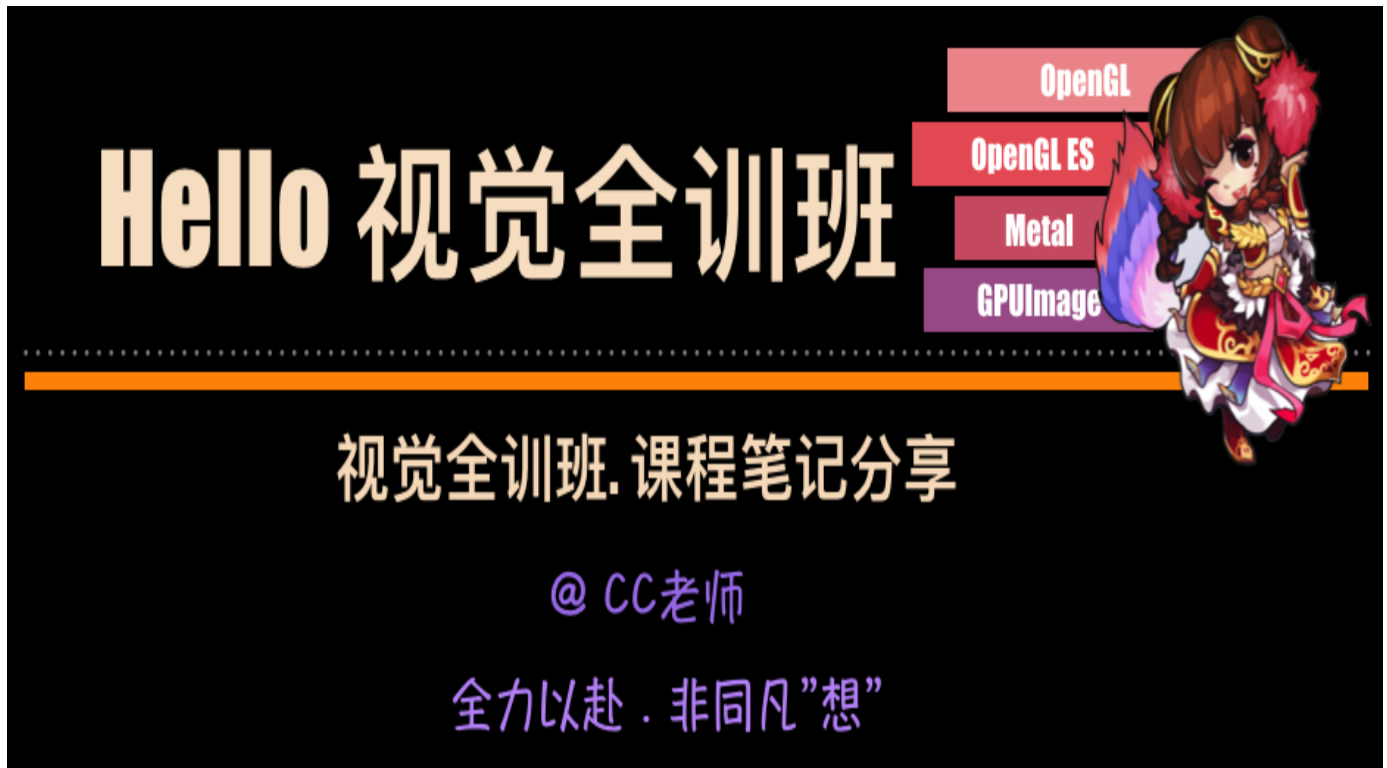 Hello 视觉全训班
OpenGL
OpenGL ES
Metal
GPUImage
视觉全训班. 课程笔记分享
@ CC老师
全力以赴 . 非同凡”想”